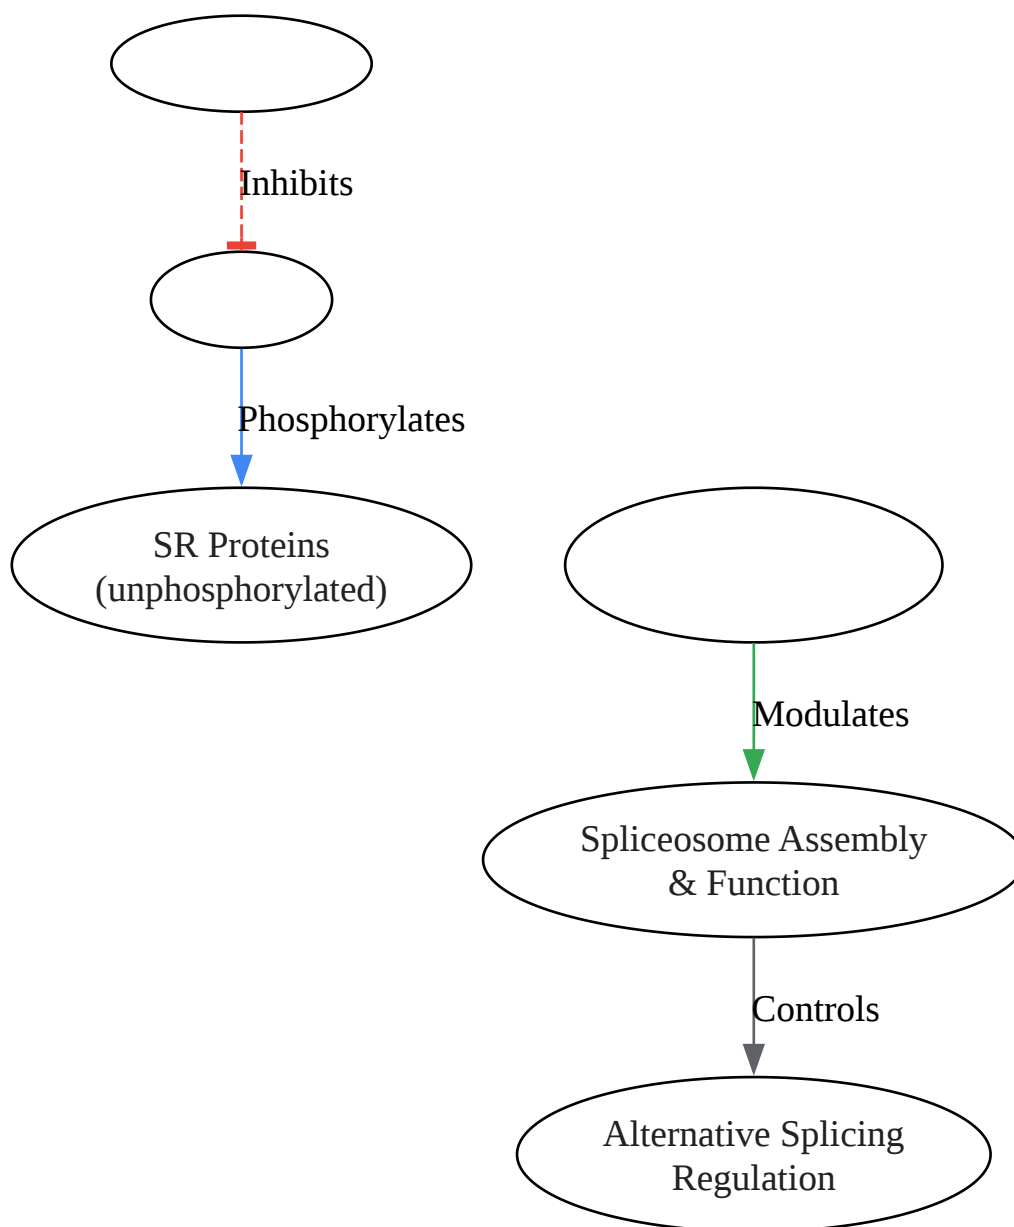 Inhibits
Phosphorylates
SR Proteins
(unphosphorylated)
Modulates
Spliceosome Assembly
& Function
Controls
Alternative Splicing
Regulation